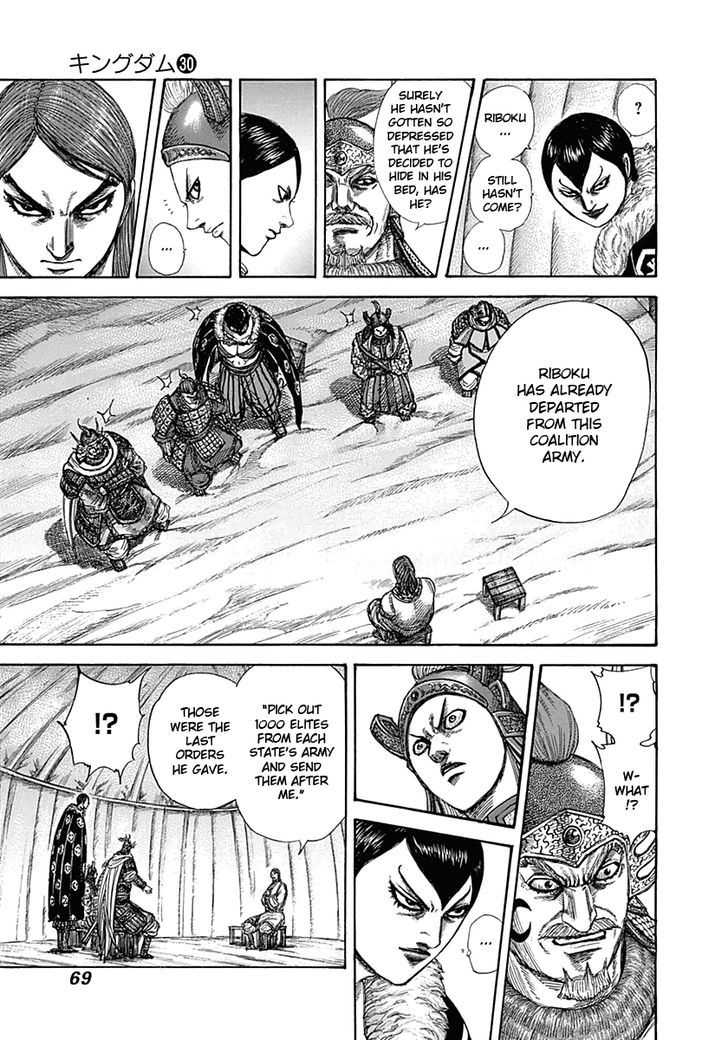 キングダム30
?
RIBOKU
...
STILL
HASN'T
COME?
...
SURELY
HE HASN'T
GOTTEN SO
DEPRESSED
THAT HE'S
DECIDED TO
HIDE IN HIS
BED, HAS
HE?
...
RIBOKU
HAS ALREADY
DEPARTED
FROM THIS
COALITION
ARMY.
!?
W-
WHAT
!?
...
"PICK OUT
1000 ELITES
FROM EACH
STATE'S ARMY
AND SEND
THEM AFTER
ME."
THOSE
WERE THE
LAST
ORDERS
HE GAVE.
!?
69